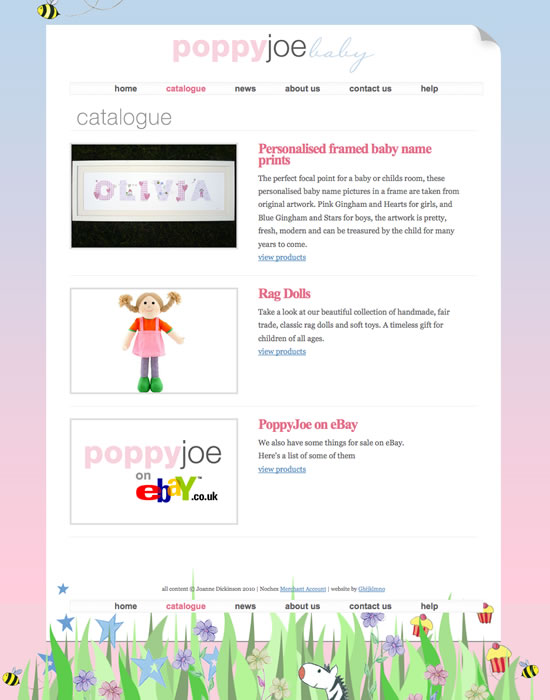 poppyjoe baby
home catalogue news about us contact us help
catalogue
OLIVIA
Personalised framed baby name
prints
The perfect focal point for a baby or childs room, these
personalised baby name pictures in a frame are taken from
original artwork. Pink Gingham and Hearts for girls, and
Blue Gingham and Stars for boys, the artwork is pretty,
fresh, modern and can be treasured by the child for many
years to come.
view products
Rag Dolls
Take a look at our beautiful collection of handmade, fair
trade, classic rag dolls and soft toys. A timeless gift for
children of all ages.
view products
poppyjoe
on
ebaY™.co.uk
PoppyJoe on eBay
We also have some things for sale on eBay.
Here's a list of some of them
view products
all content © Joanne Dickinson 2010 | Nochex Merchant Account | website by
home catalogue news about us contact us help